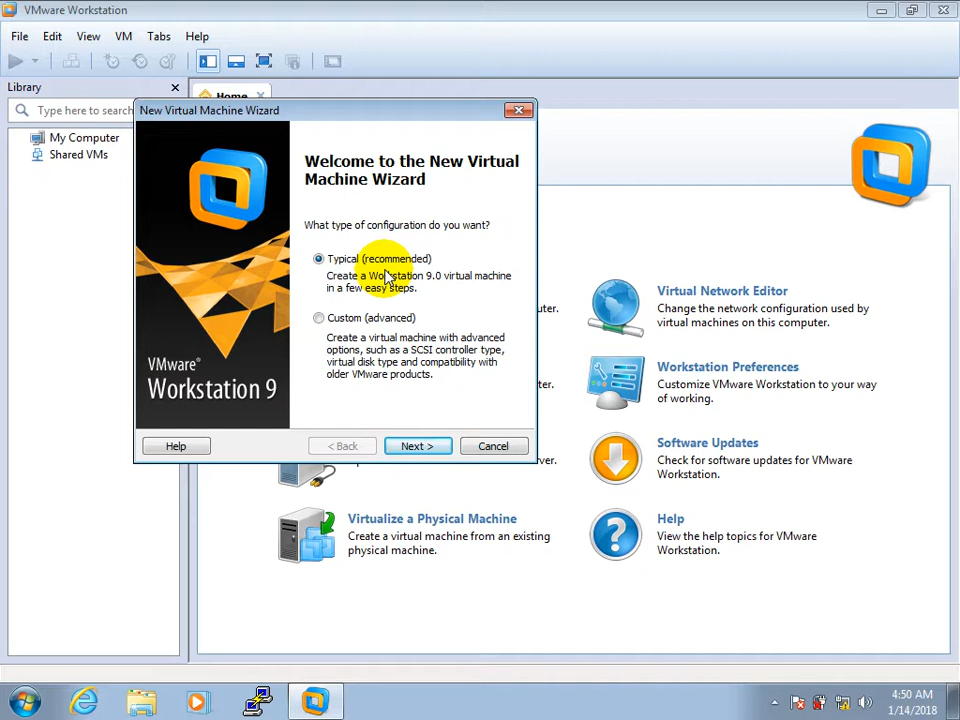 VMware Workstation
File Edit View VM Tabs Help
Library
Home
Type here to search
My Computer
Shared VMs
New Virtual Machine Wizard
VMware®
Workstation 9
Welcome to the New Virtual
Machine Wizard
What type of configuration do you want?
Typical (recommended)
Create a Workstation 9.0 virtual machine
in a few easy steps.
Custom (advanced)
Create a virtual machine with advanced
options, such as a SCSI controller type,
virtual disk type and compatibility with
older VMware products.
Help < Back Next > Cancel
uter.
er.
erver.
Virtualize a Physical Machine
Create a virtual machine from an existing
physical machine.
Virtual Network Editor
Change the network configuration used by
virtual machines on this computer.
Workstation Preferences
Customize VMware Workstation to your way
of working.
Software Updates
Check for software updates for VMware
Workstation.
Help
View the help topics for VMware
Workstation.
4:50 AM
1/14/2018